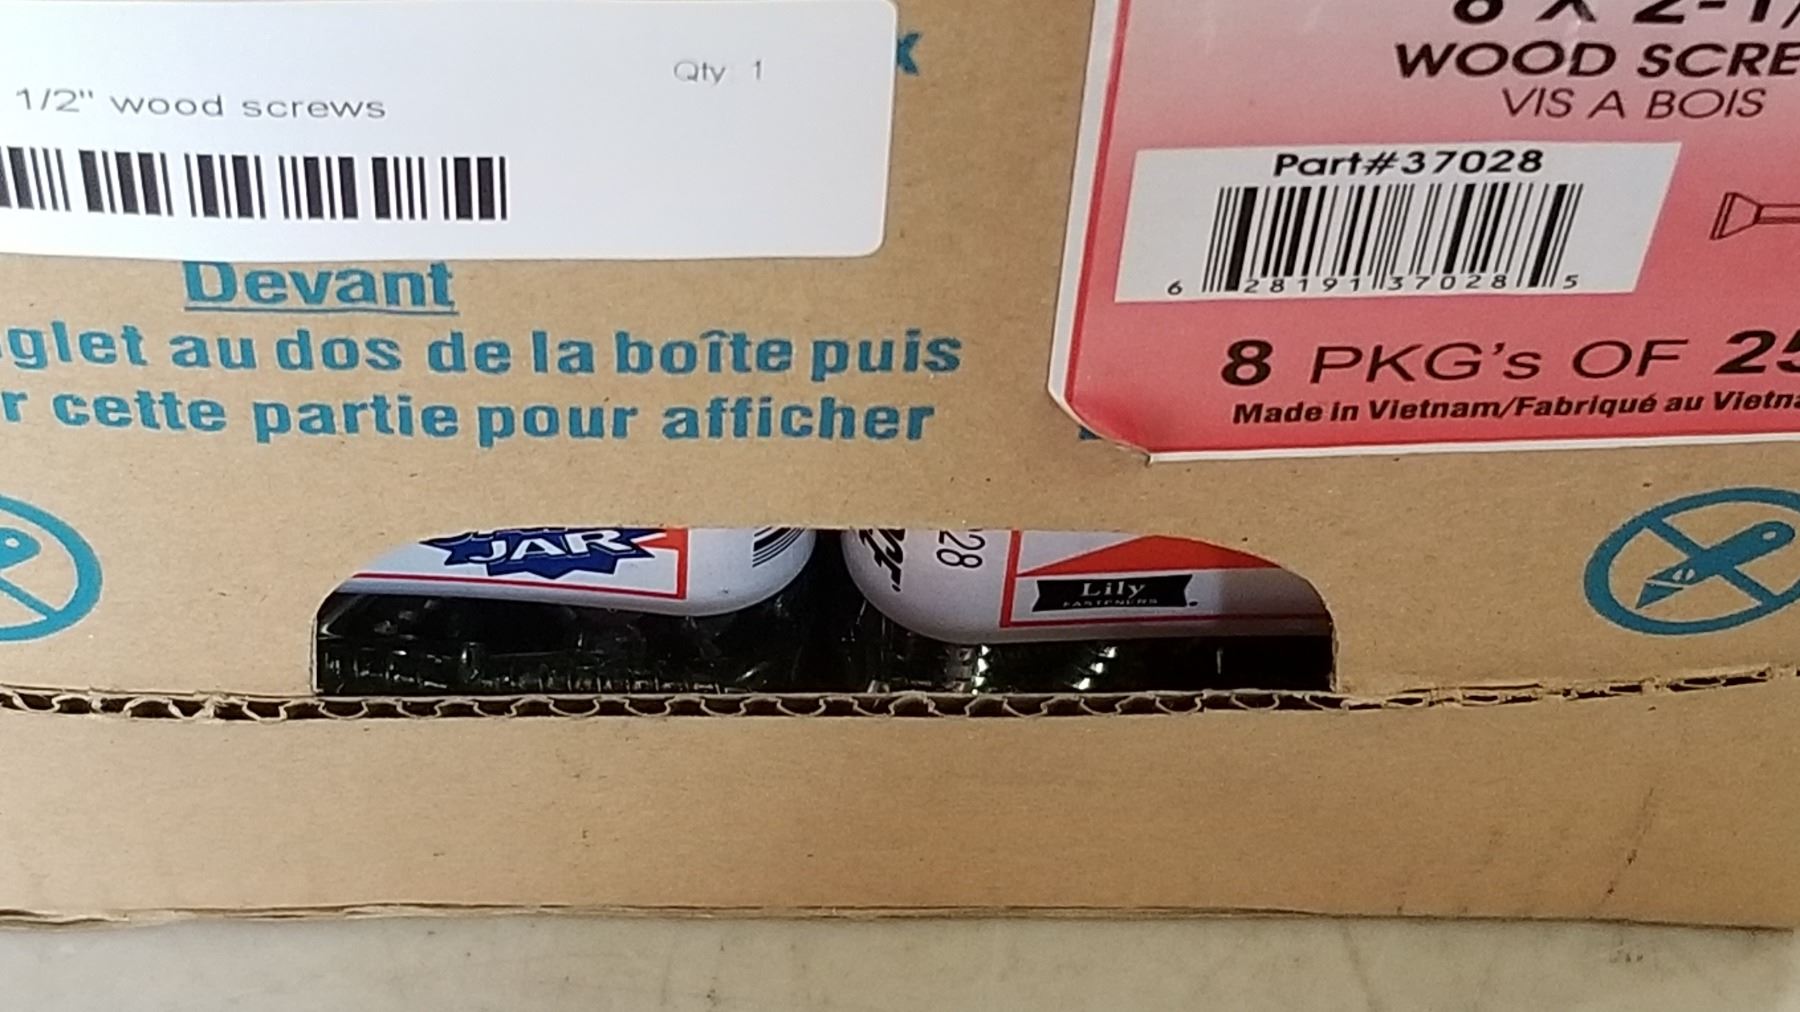 Qty 1
1/2" wood screws
WOOD SCRE
VIS A BOIS
Part#37028
6 28191 37028 5
Devant
glet au dos de la boîte puis
r cette partie pour afficher
8 PKG's OF 25
Made in Vietnam/Fabriqué au Vietna
JAR
28
Lily
FASTENERS